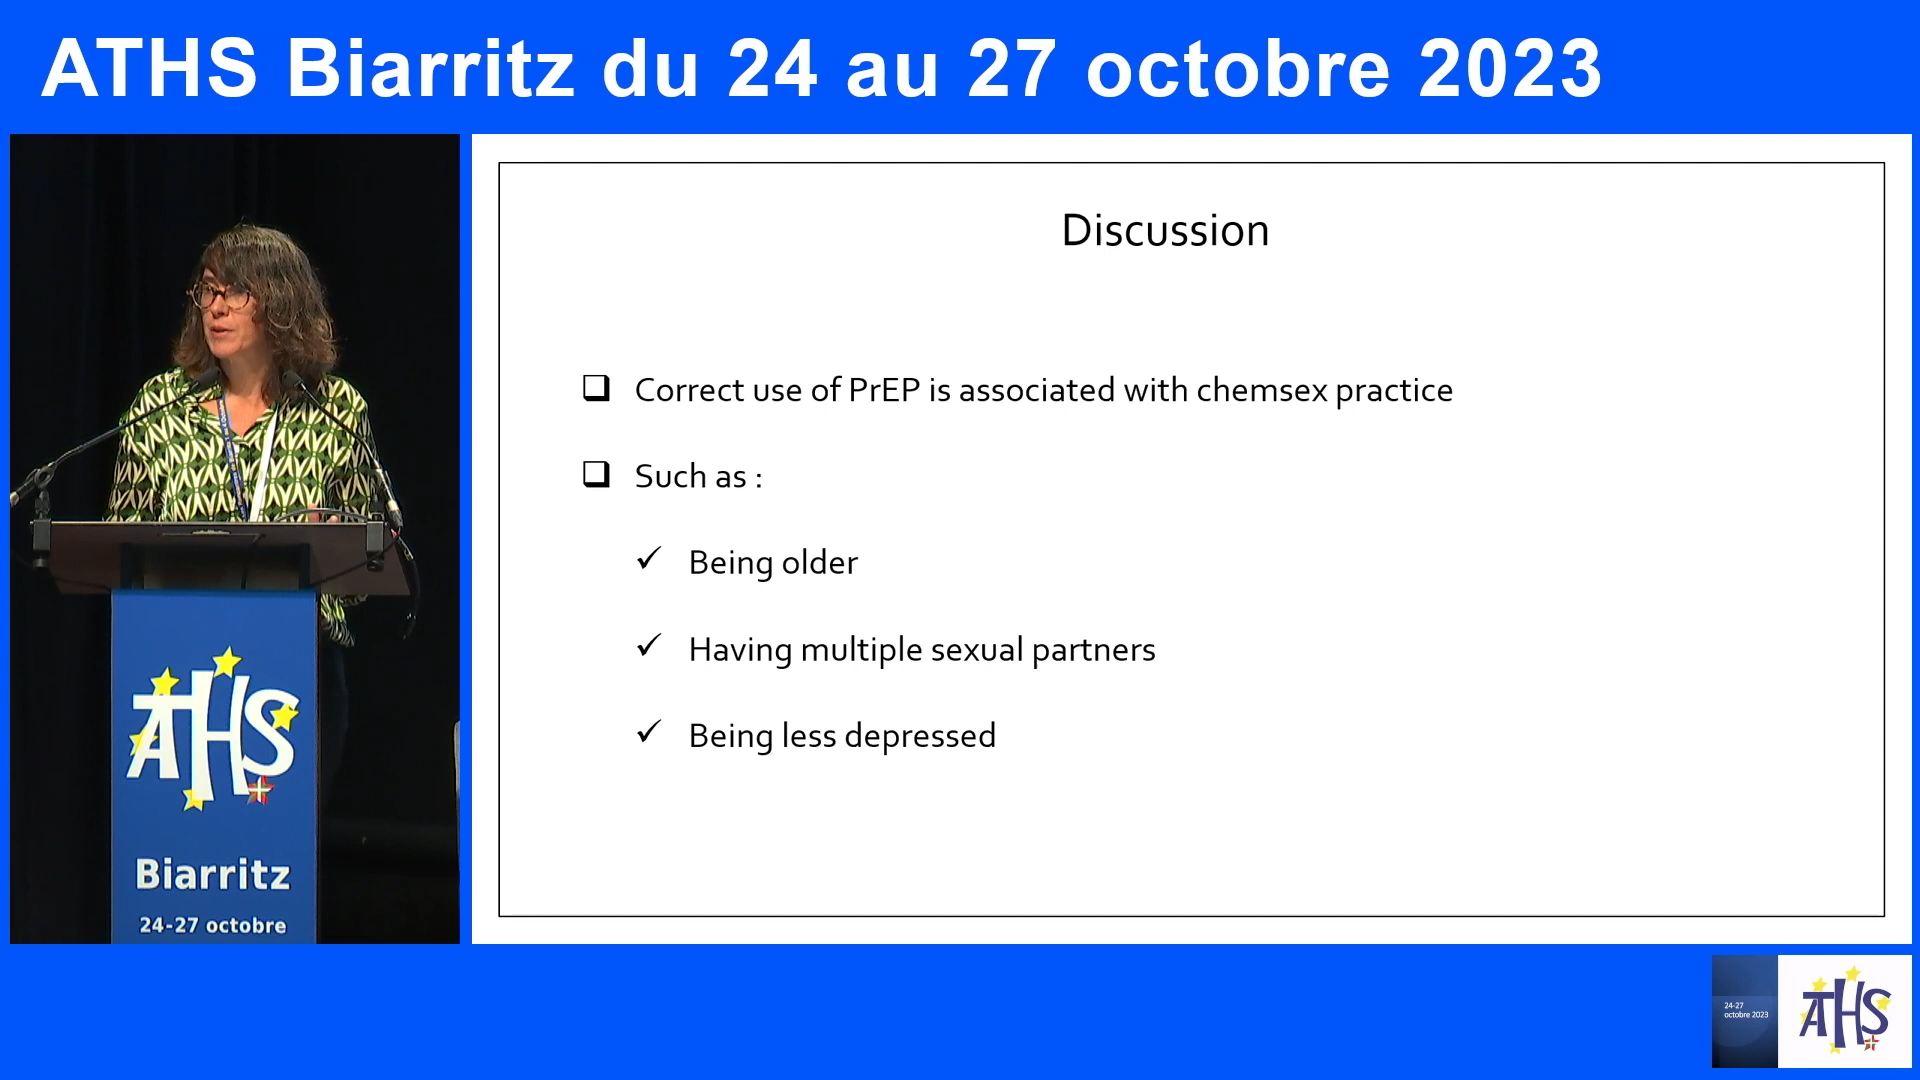 ATHS Biarritz du 24 au 27 octobre 2023
Discussion
Correct use of PrEP is associated with chemsex practice
Such as :
Being older
Having multiple sexual partners
Being less depressed
ATHS
Biarritz
24-27 octobre
24-27
octobre 2023
ATHS